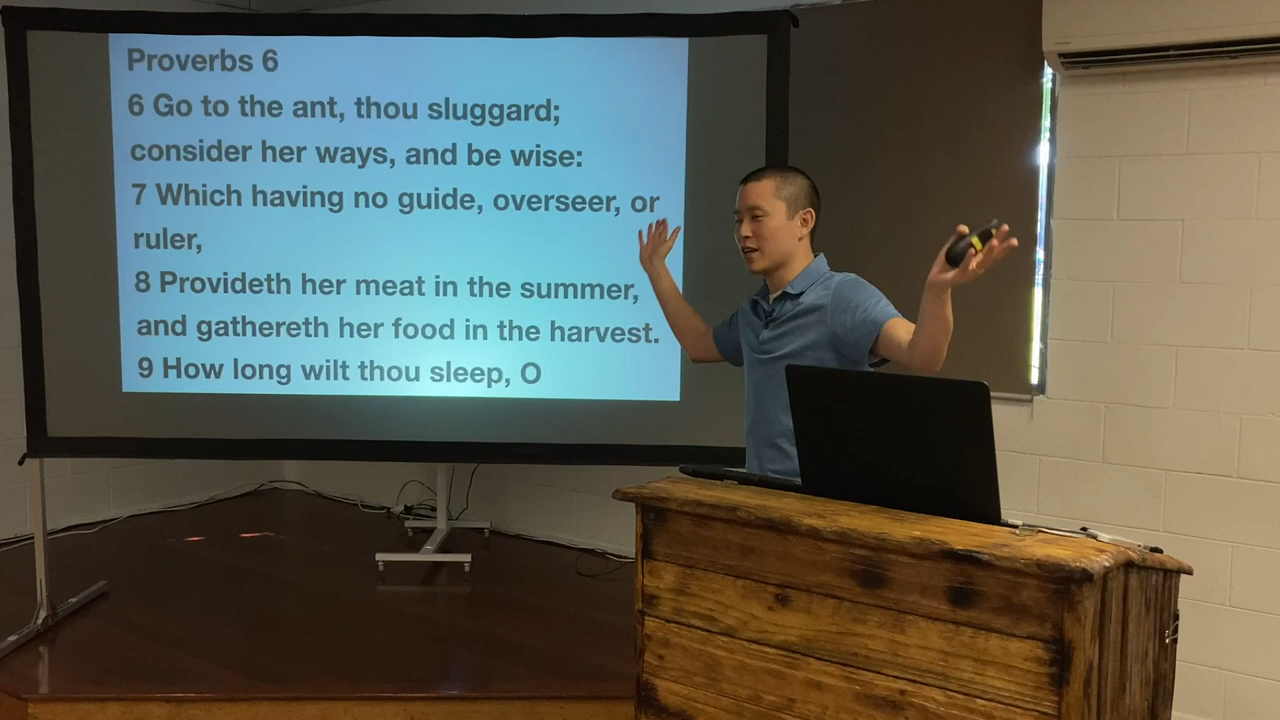 Proverbs 6
6 Go to the ant, thou sluggard;
consider her ways, and be wise:
7 Which having no guide, overseer, or
ruler,
8 Provideth her meat in the summer,
and gathereth her food in the harvest.
9 How long wilt thou sleep, O